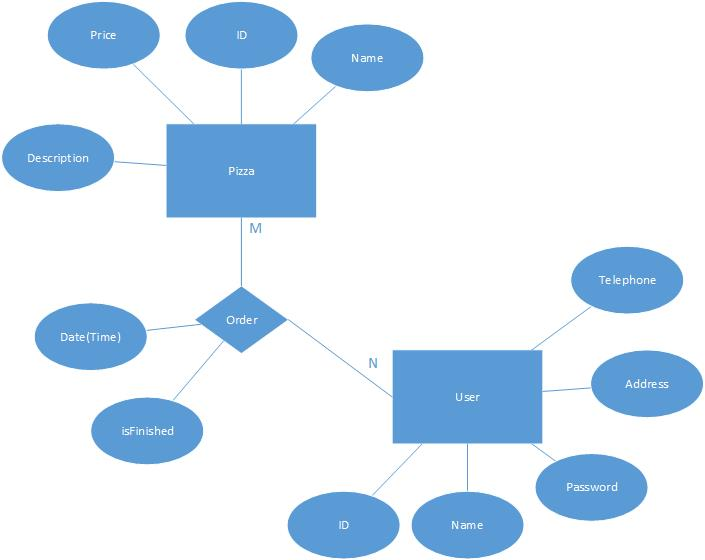 Price
ID
Name
Description
Pizza
M
Telephone
Order
Date(Time)
N
Address
User
isFinished
Password
ID
Name